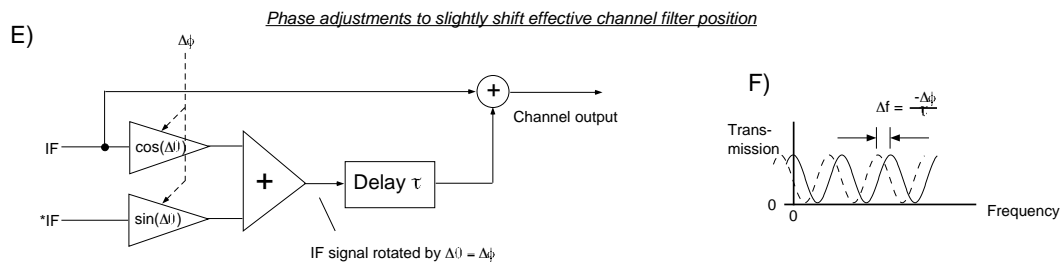 Phase adjustments to slightly shift effective channel filter position
E)
Δϕ
+
Channel output
IF
cos(Δθ)
+
Delay τ
*IF
sin(Δθ)
IF signal rotated by Δθ = Δϕ
F)
Δf = -Δϕ
τ
Trans-
mission
0
0
Frequency